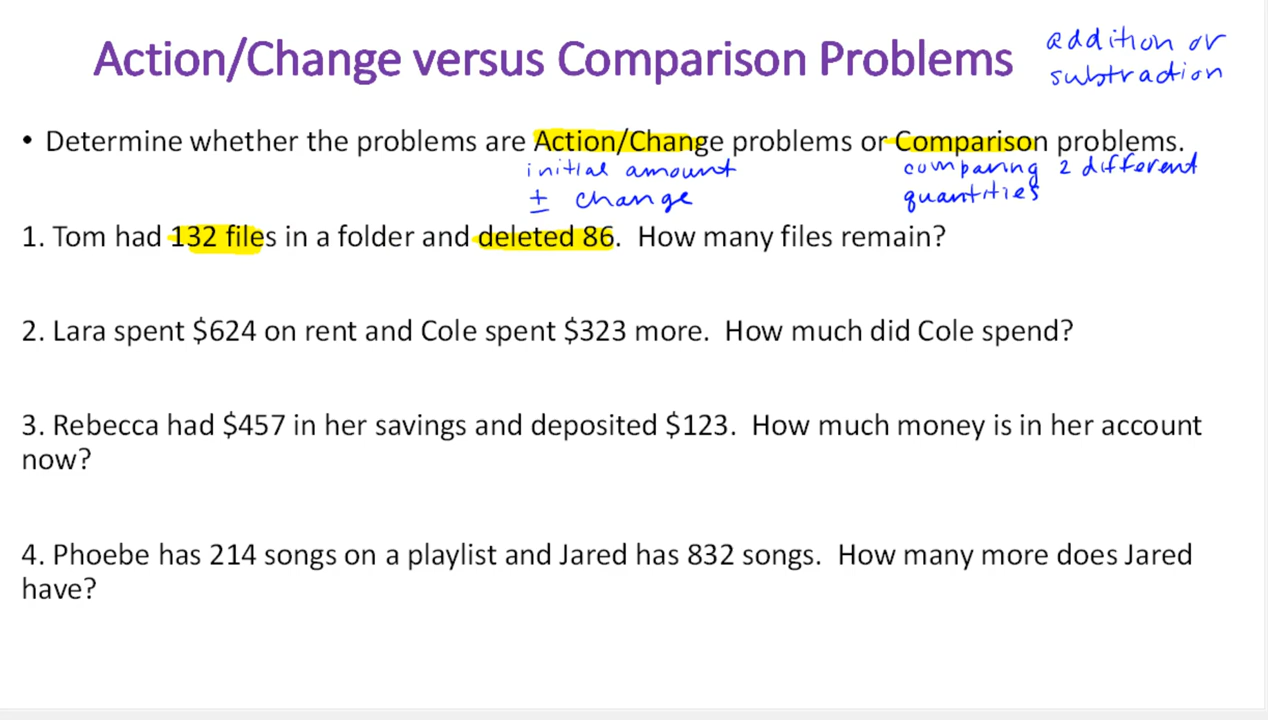 Action/Change versus Comparison Problems
addition or
subtraction
• Determine whether the problems are Action/Change problems or Comparison problems.
initial amount
± change
comparing 2 different
quantities
1. Tom had 132 files in a folder and deleted 86. How many files remain?
2. Lara spent $624 on rent and Cole spent $323 more. How much did Cole spend?
3. Rebecca had $457 in her savings and deposited $123. How much money is in her account
now?
4. Phoebe has 214 songs on a playlist and Jared has 832 songs. How many more does Jared
have?